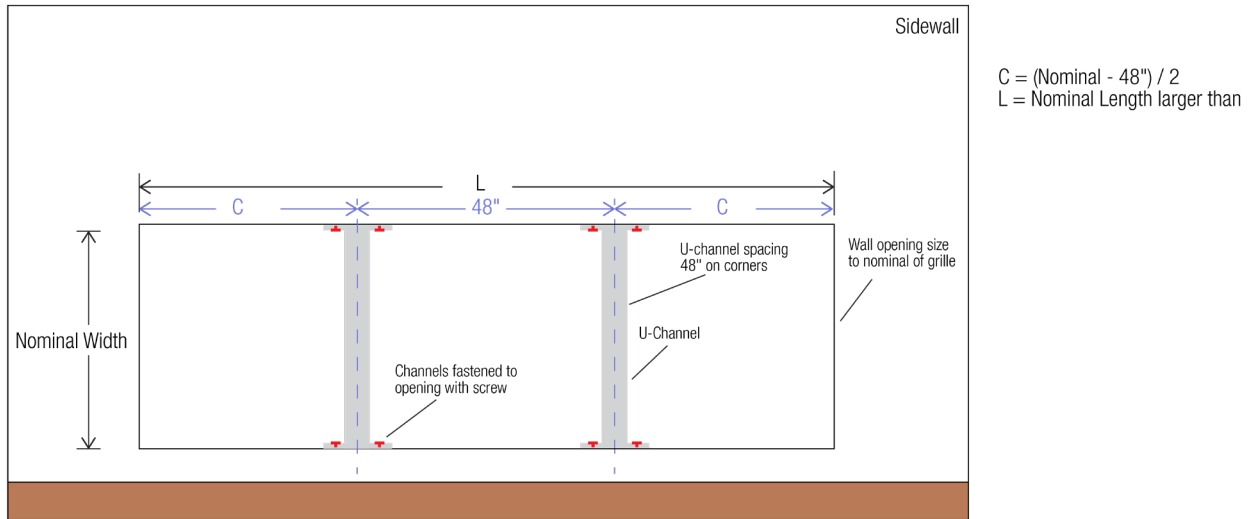 Sidewall
C = (Nominal - 48") / 2
L = Nominal Length larger than
L
C
48"
C
U-channel spacing
48" on corners
Wall opening size
to nominal of grille
Nominal Width
U-Channel
Channels fastened to
opening with screw